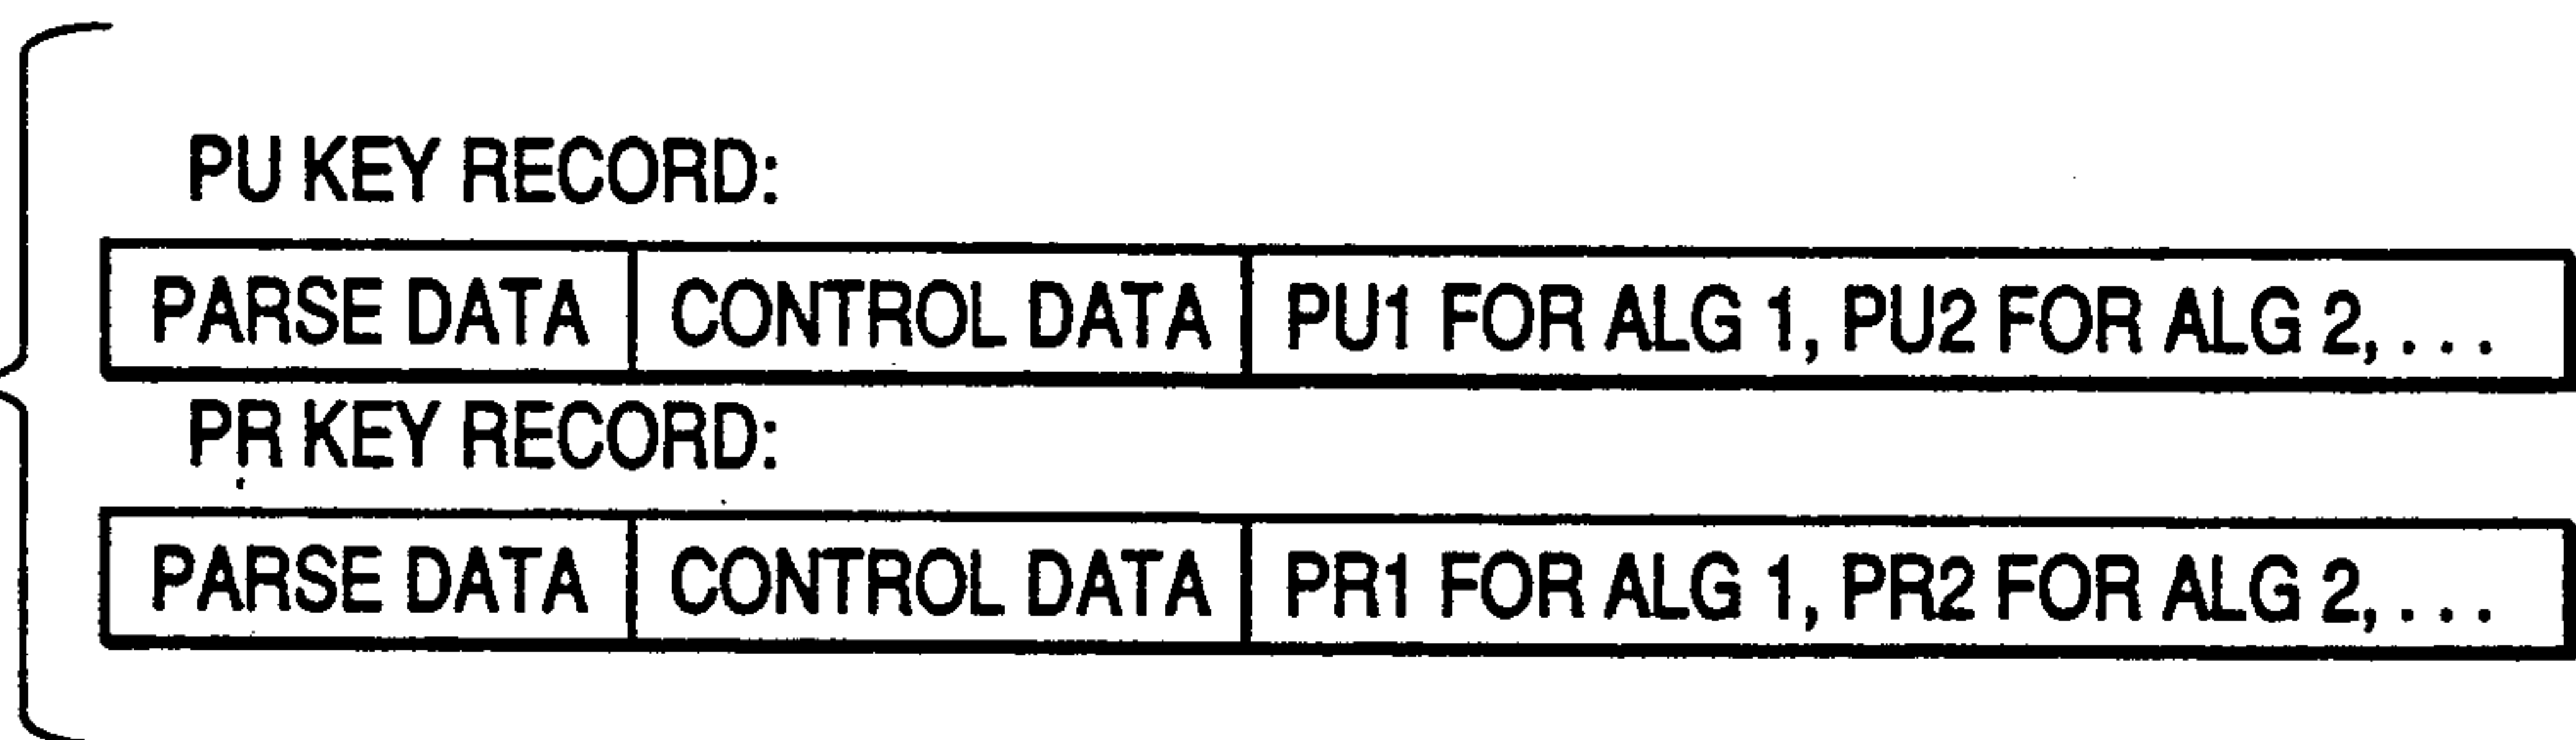 PU KEY RECORD:
PARSE DATA CONTROL DATA PU1 FOR ALG 1, PU2 FOR ALG 2, . . .
PR KEY RECORD:
PARSE DATA CONTROL DATA PR1 FOR ALG 1, PR2 FOR ALG 2, . . .